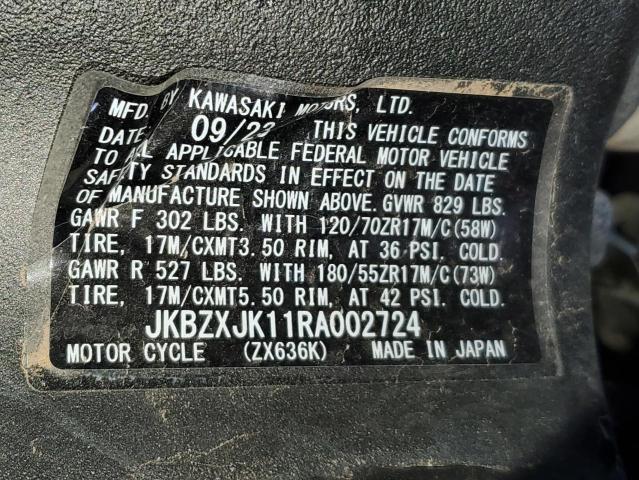 MFD. BY KAWASAKI MOTORS, LTD.
DATE: 09/23 THIS VEHICLE CONFORMS
TO ALL APPLICABLE FEDERAL MOTOR VEHICLE
SAFETY STANDARDS IN EFFECT ON THE DATE
OF MANUFACTURE SHOWN ABOVE. GVWR 829 LBS.
GAWR F 302 LBS. WITH 120/70ZR17M/C(58W)
TIRE, 17M/CXMT3.50 RIM, AT 36 PSI. COLD.
GAWR R 527 LBS. WITH 180/55ZR17M/C(73W)
TIRE, 17M/CXMT5.50 RIM, AT 42 PSI. COLD.
JKBZXJK11RA002724
MOTOR CYCLE (ZX636K) MADE IN JAPAN